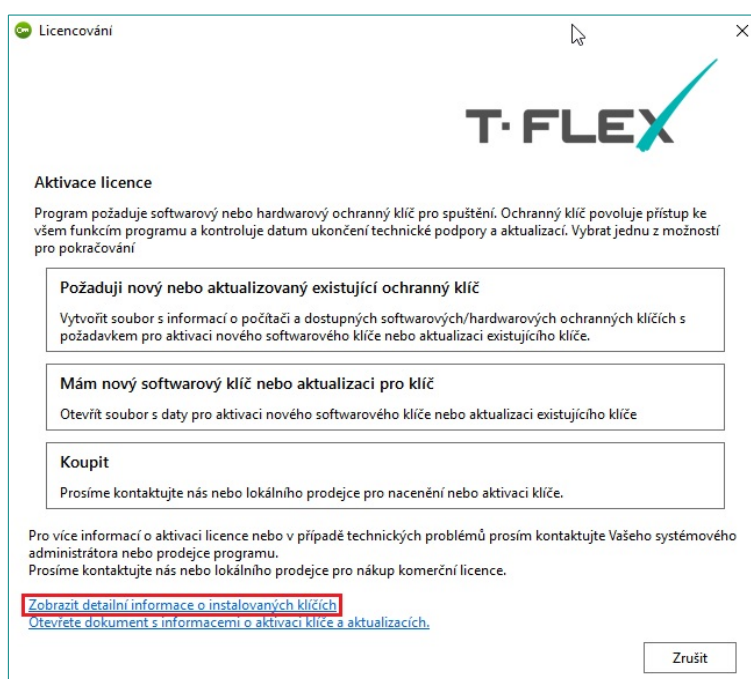 Licencování
T-FLEX
Aktivace licence
Program požaduje softwarový nebo hardwarový ochranný klíč pro spuštění. Ochranný klíč povoluje přístup ke
všem funkcím programu a kontroluje datum ukončení technické podpory a aktualizací. Vybrat jednu z možností
pro pokračování
Požaduji nový nebo aktualizovaný existující ochranný klíč
Vytvořit soubor s informací o počítači a dostupných softwarových/hardwarových ochranných klíčích s
požadavkem pro aktivaci nového softwarového klíče nebo aktualizaci existujícího klíče.
Mám nový softwarový klíč nebo aktualizaci pro klíč
Otevřít soubor s daty pro aktivaci nového softwarového klíče nebo aktualizaci existujícího klíče
Koupit
Prosíme kontaktujte nás nebo lokálního prodejce pro nacenění nebo aktivaci klíče.
Pro více informací o aktivaci licence nebo v případě technických problémů prosím kontaktujte Vašeho systémového
administrátora nebo prodejce programu.
Prosíme kontaktujte nás nebo lokálního prodejce pro nákup komerční licence.
Zobrazit detailní informace o instalovaných klíčích
Otevřete dokument s informacemi o aktivaci klíče a aktualizacích.
Zrušit